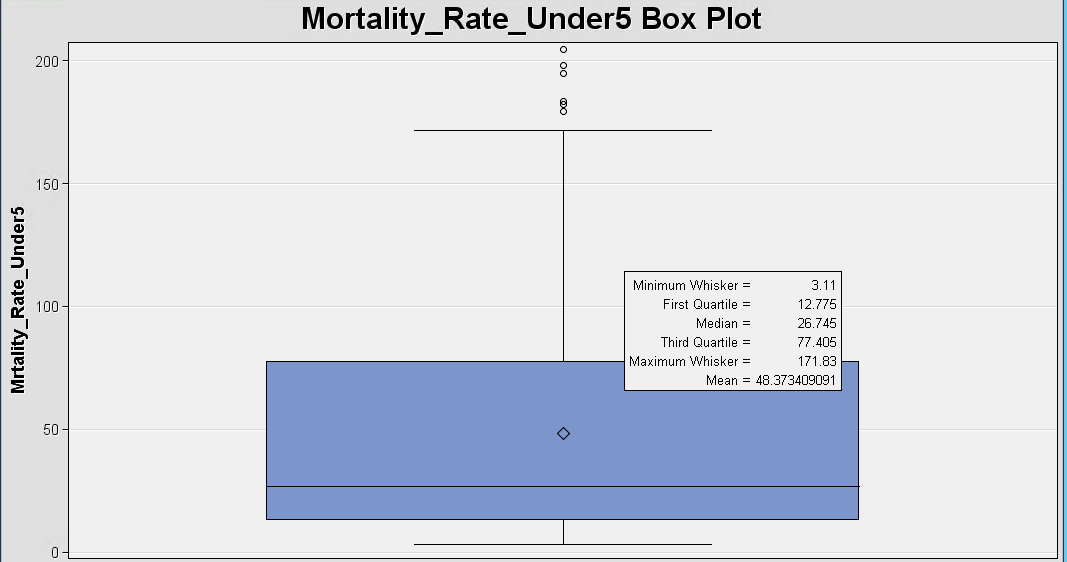 Mortality_Rate_Under5 Box Plot
200
150
100
50
0
Mrtality_Rate_Under5
Minimum Whisker = 3.11
First Quartile = 12.775
Median = 26.745
Third Quartile = 77.405
Maximum Whisker = 171.83
Mean = 48.373409091